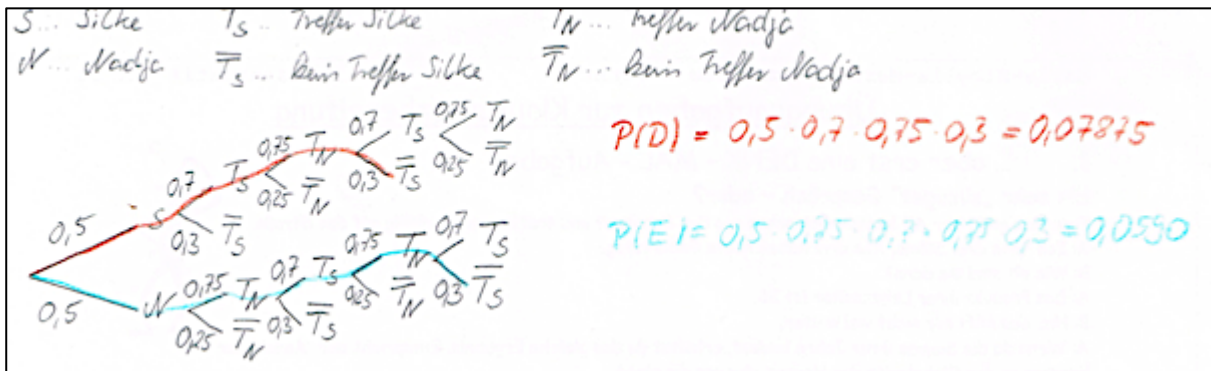 S... Silke T_S ... Treffer Silke T_N ... Treffer Nadja
N... Nadja T̅_S ... kein Treffer Silke T̅_N ... kein Treffer Nadja
0,7 T_S 0,75 T_N
0,75 T_N 0,25 T̅_N
0,7 T_S 0,3 T̅_S
0,25 T̅_N
0,5 S
0,3 T̅_S
P(D) = 0,5 · 0,7 · 0,75 · 0,3 = 0,07875
0,7 T_S
0,75 T_N
0,7 T_S 0,3 T̅_S
0,75 T_N 0,25 T̅_N
0,5 N 0,3 T̅_S
0,25 T̅_N
P(E) = 0,5 · 0,75 · 0,7 · 0,75 0,3 = 0,0590